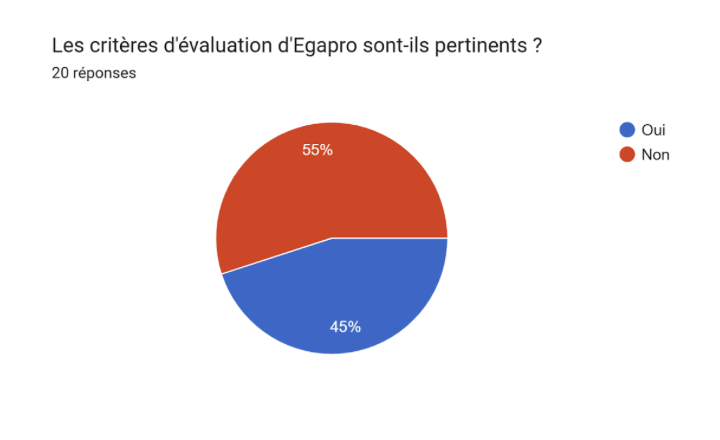 Les critères d'évaluation d'Egapro sont-ils pertinents ?
20 réponses
Oui
Non
55%
45%